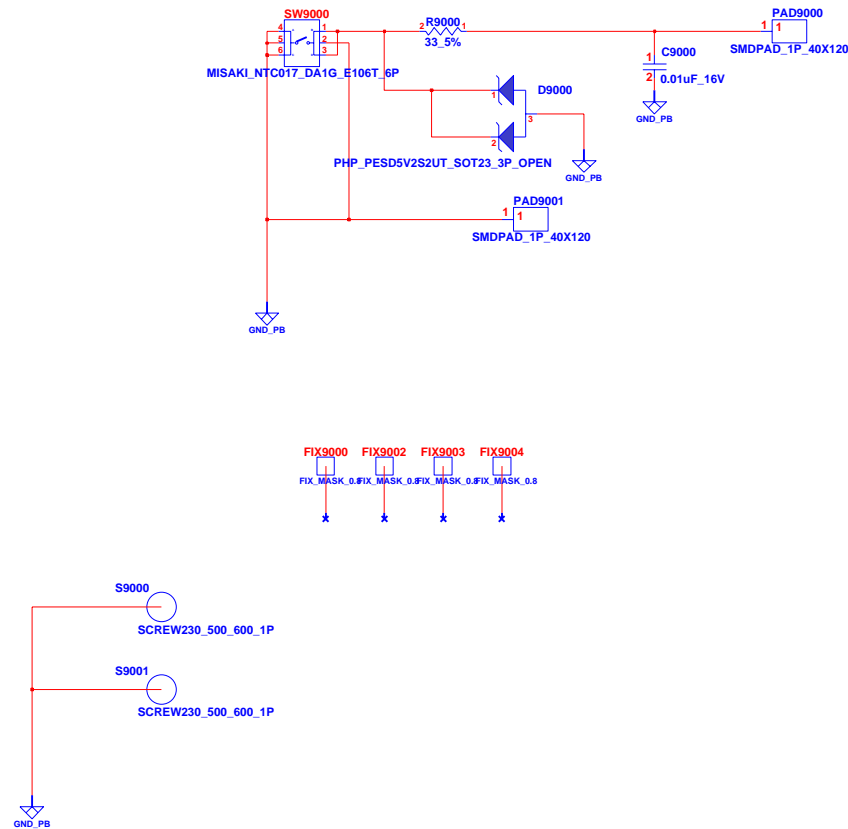 SW9000
4 1
5 2
6 3
MISAKI_NTC017_DA1G_E106T_6P
2 R9000 1
33_5%
PAD9000
1 1
SMDPAD_1P_40X120
C9000
1
2 0.01uF_16V
GND_PB
D9000
1
3
2
PHP_PESD5V2S2UT_SOT23_3P_OPEN
GND_PB
PAD9001
1 1
SMDPAD_1P_40X120
GND_PB
FIX9000 FIX9002 FIX9003 FIX9004
FIX_MASK_0.8 FIX_MASK_0.8 FIX_MASK_0.8 FIX_MASK_0.8
S9000
SCREW230_500_600_1P
S9001
SCREW230_500_600_1P
GND_PB